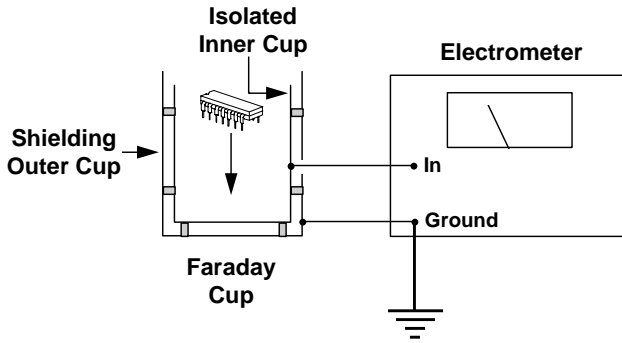 Isolated
Inner Cup
Electrometer
Shielding
Outer Cup
In
Ground
Faraday
Cup